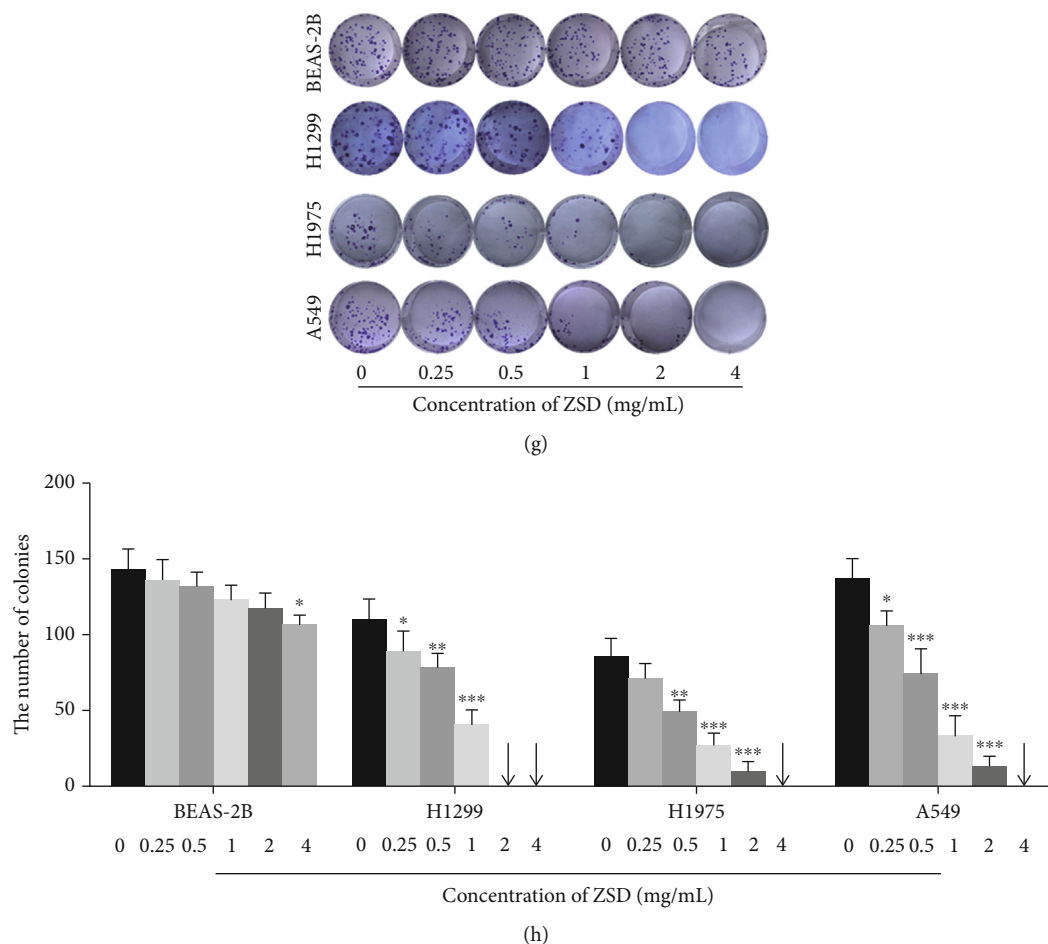 BEAS-2B
H1299
H1975
A549
0 0.25 0.5 1 2 4
Concentration of ZSD (mg/mL)
(g)
The number of colonies
200
150
100
50
0
*
* ** ***
** *** ***
* *** *** ***
BEAS-2B H1299 H1975 A549
0 0.25 0.5 1 2 4 0 0.25 0.5 1 2 4 0 0.25 0.5 1 2 4 0 0.25 0.5 1 2 4
Concentration of ZSD (mg/mL)
(h)